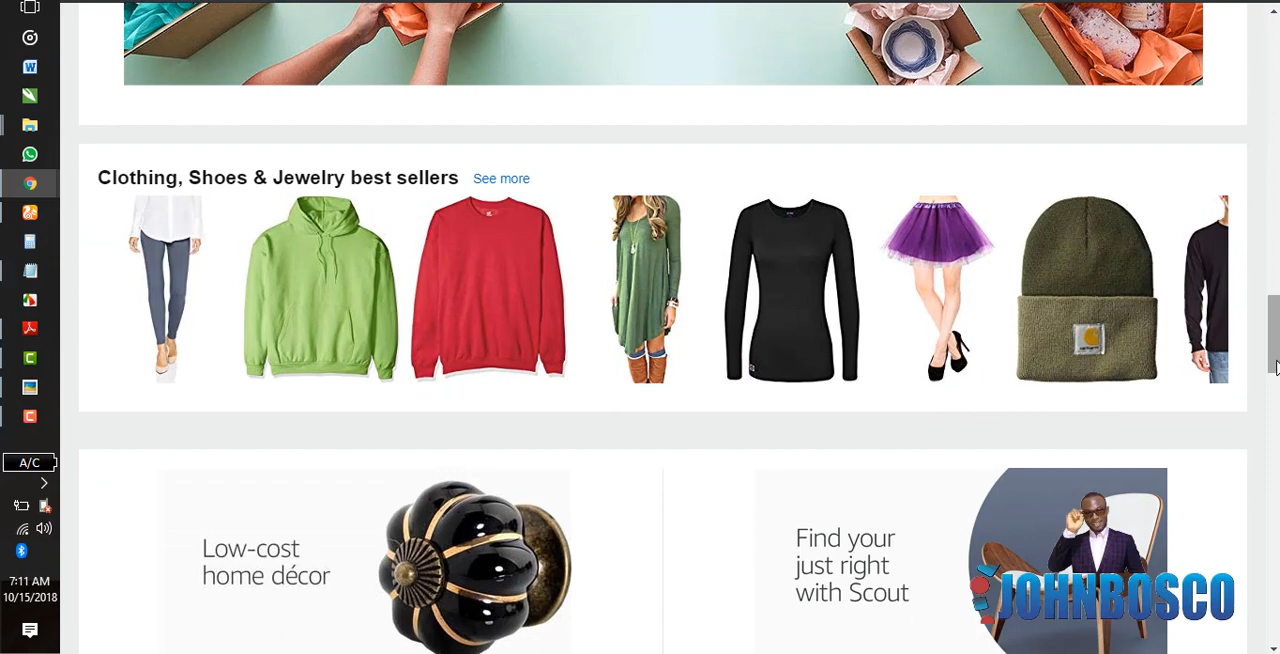 Clothing, Shoes & Jewelry best sellers See more
Low-cost
home décor
Find your
just right
with Scout
JOHNBOSCO
A/C
7:11 AM
10/15/2018